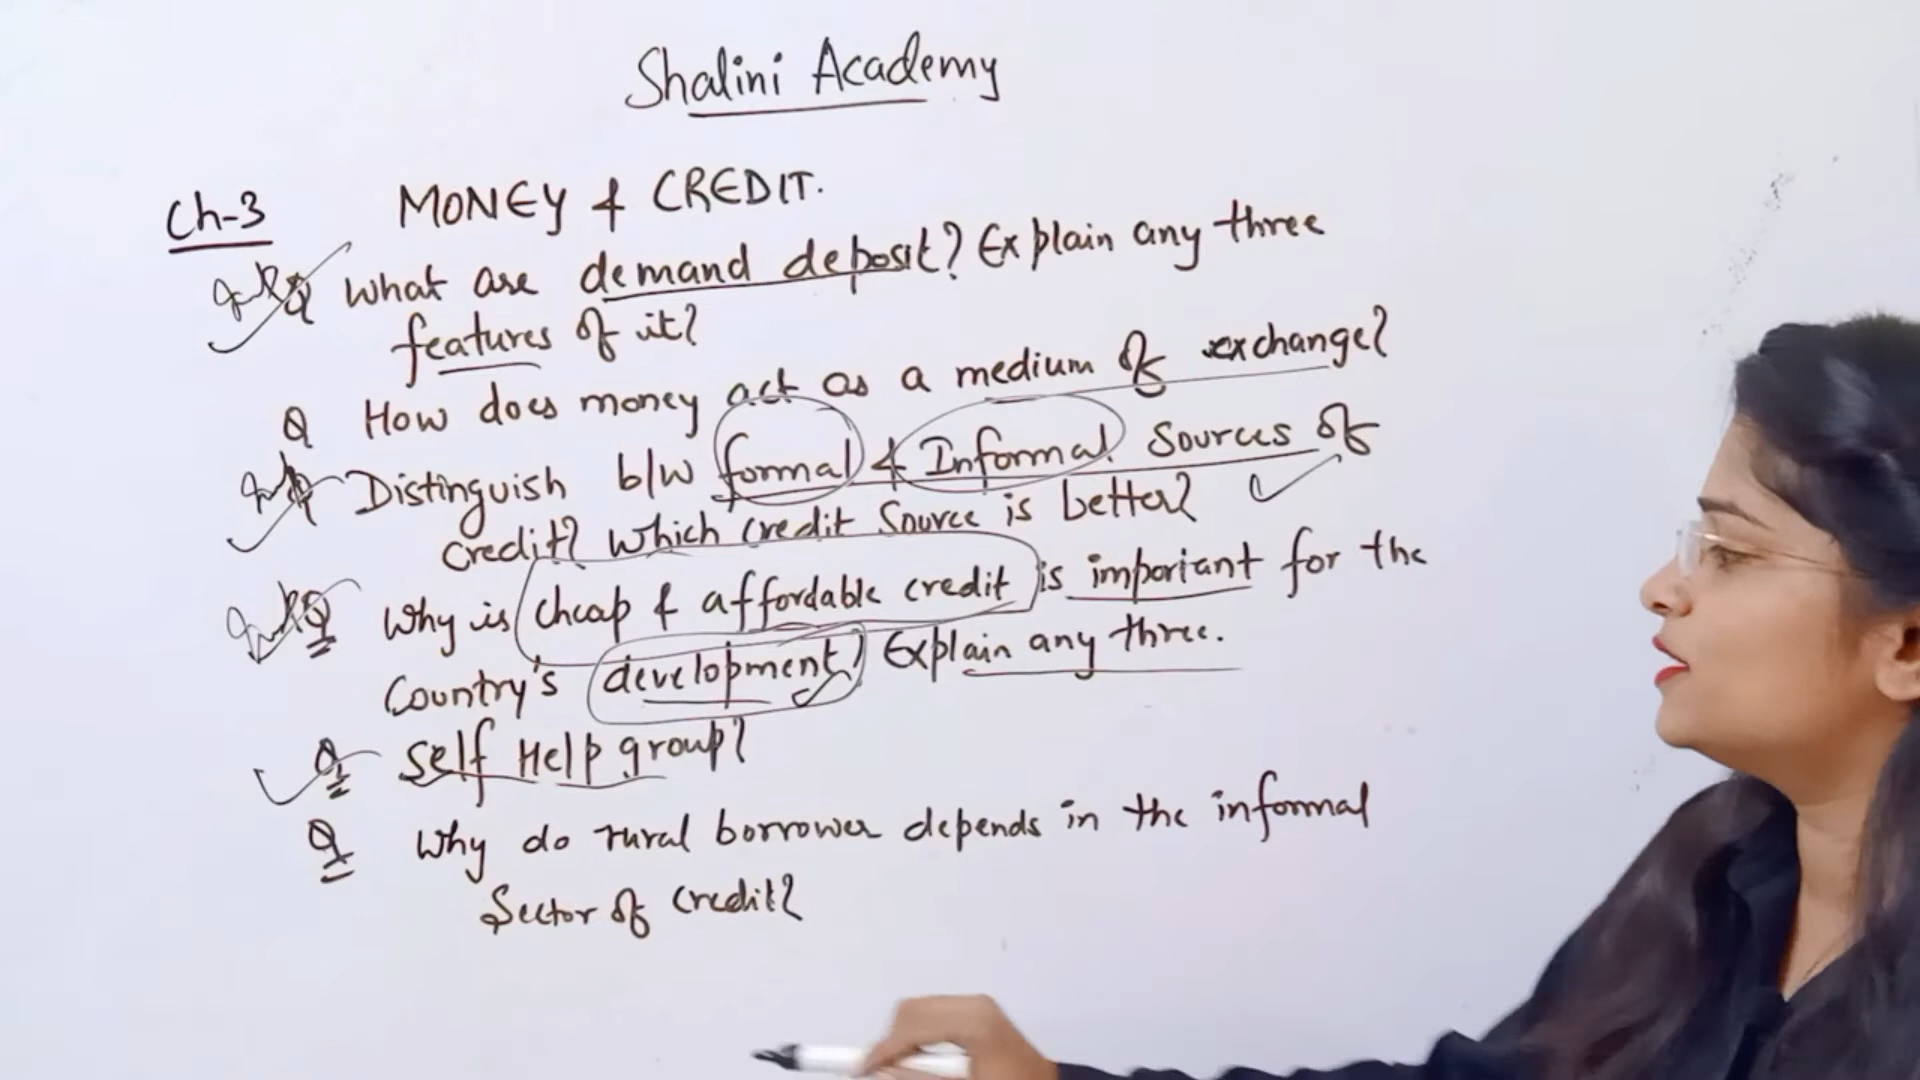 Shalini Academy
Ch-3 MONEY & CREDIT.
Q What are demand deposit? Explain any three
features of it?
Q How does money act as a medium of exchange?
Distinguish b/w formal & Informal Sources of
credit? Which credit Source is better?
Q Why is cheap & affordable credit is important for the
Country's development? Explain any three.
Q Self Help group?
Q Why do rural borrower depends in the informal
Sector of credit?